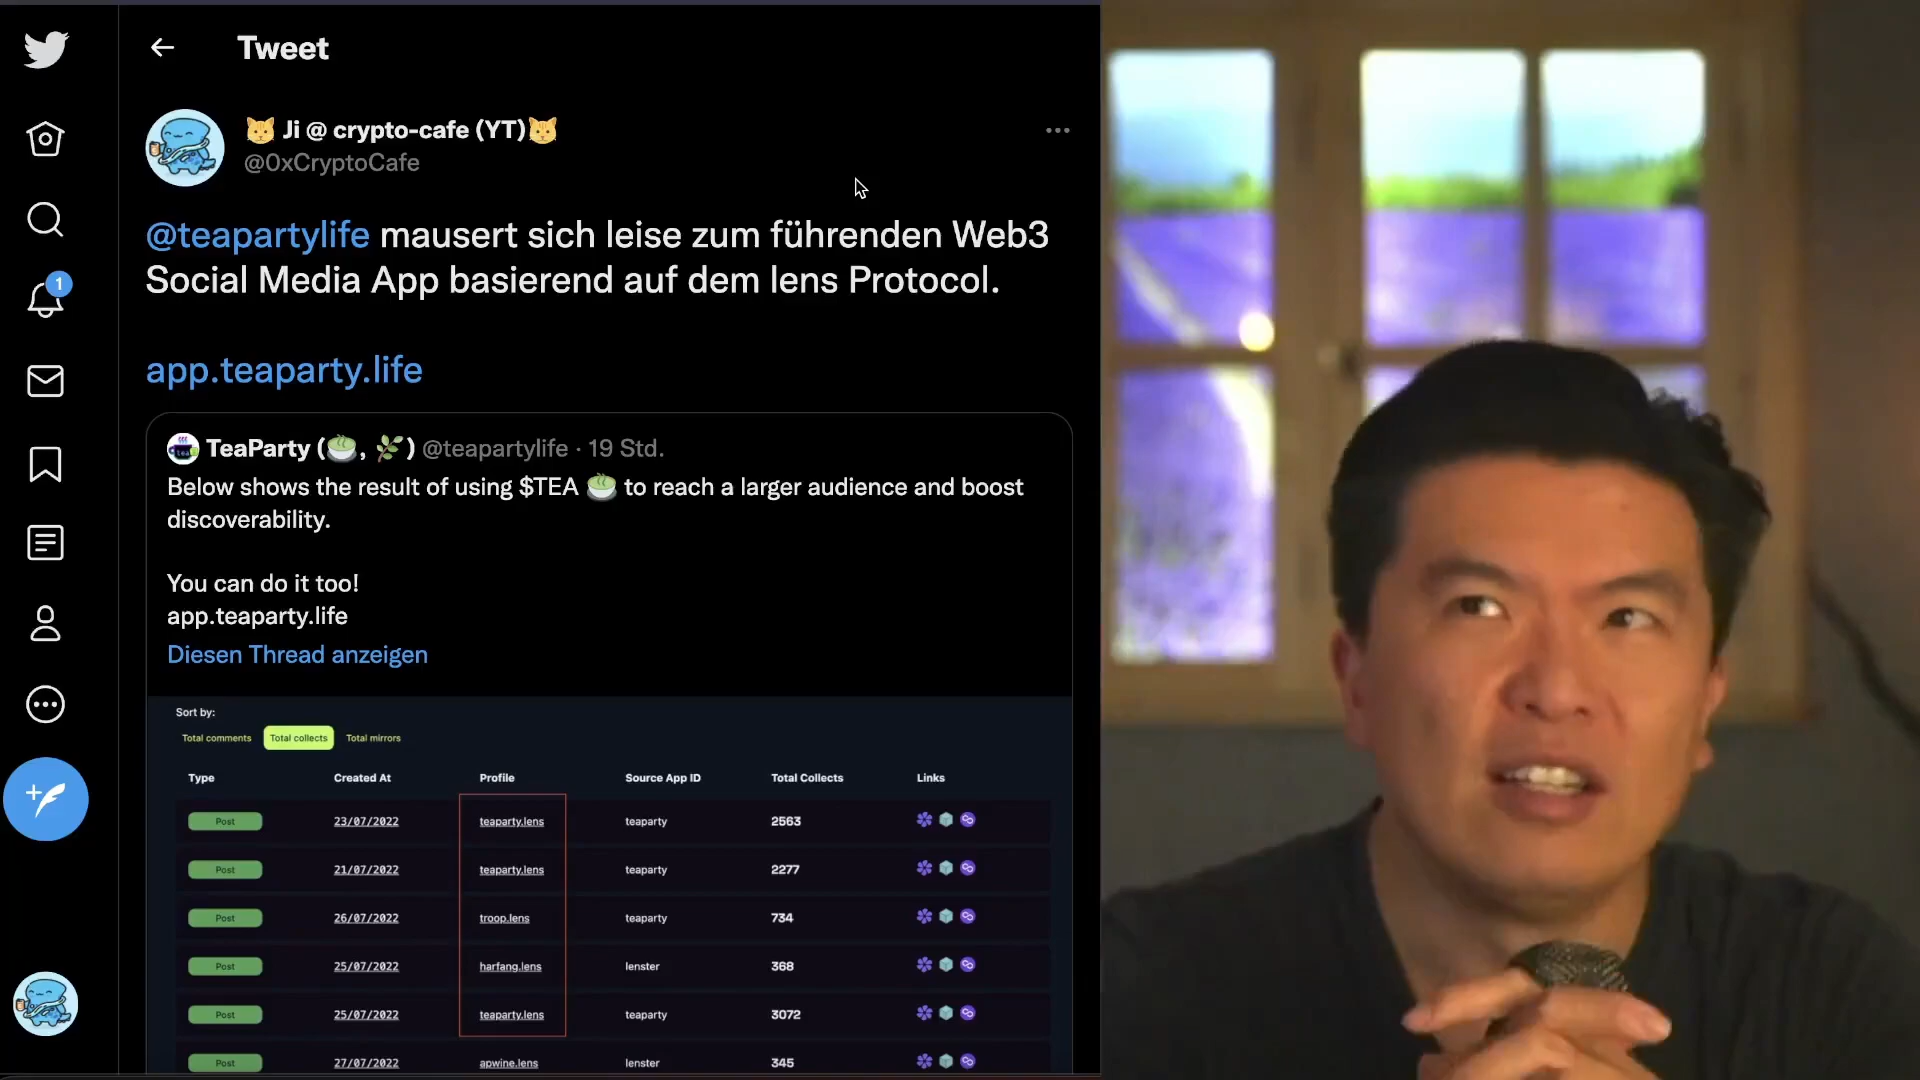 Tweet
🐱 Ji @ crypto-cafe (YT)🐱
@0xCryptoCafe
@teapartylife mausert sich leise zum führenden Web3
Social Media App basierend auf dem lens Protocol.
app.teaparty.life
1
TeaParty (🍵, 🌿) @teapartylife · 19 Std.
Below shows the result of using $TEA 🍵 to reach a larger audience and boost
discoverability.
You can do it too!
app.teaparty.life
Diesen Thread anzeigen
Sort by:
Total comments Total collects Total mirrors
Type Created At Profile Source App ID Total Collects Links
Post 23/07/2022 teaparty.lens teaparty 2563
Post 21/07/2022 teaparty.lens teaparty 2277
Post 26/07/2022 troop.lens teaparty 734
Post 25/07/2022 harfang.lens lenster 368
Post 25/07/2022 teaparty.lens teaparty 3072
Post 27/07/2022 apwine.lens lenster 345